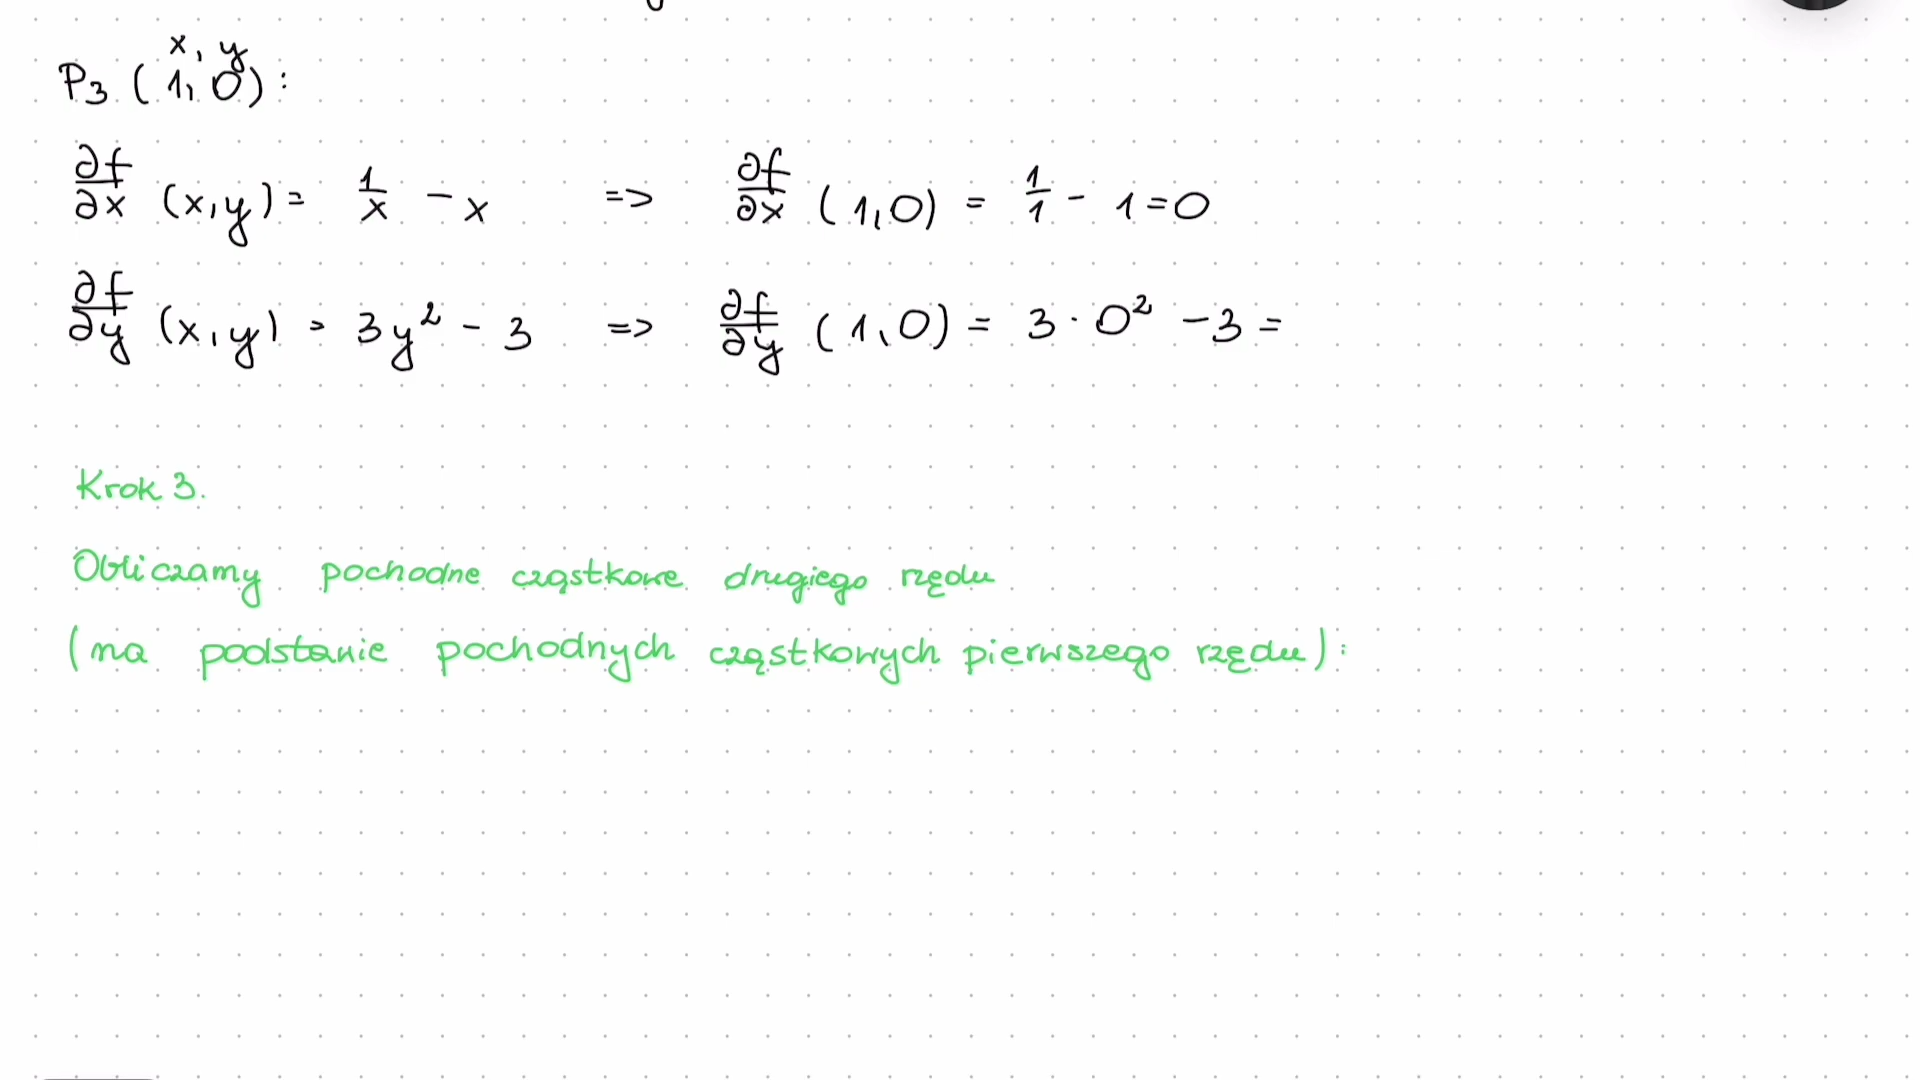 x, y
P3 (1, 0):
∂f/∂x (x,y) = 1/x - x => ∂f/∂x (1,0) = 1/1 - 1 = 0
∂f/∂y (x,y) = 3y² - 3 => ∂f/∂y (1,0) = 3 · 0² - 3 =
Krok 3.
Obliczamy pochodne cząstkowe drugiego rzędu
(na podstawie pochodnych cząstkowych pierwszego rzędu):